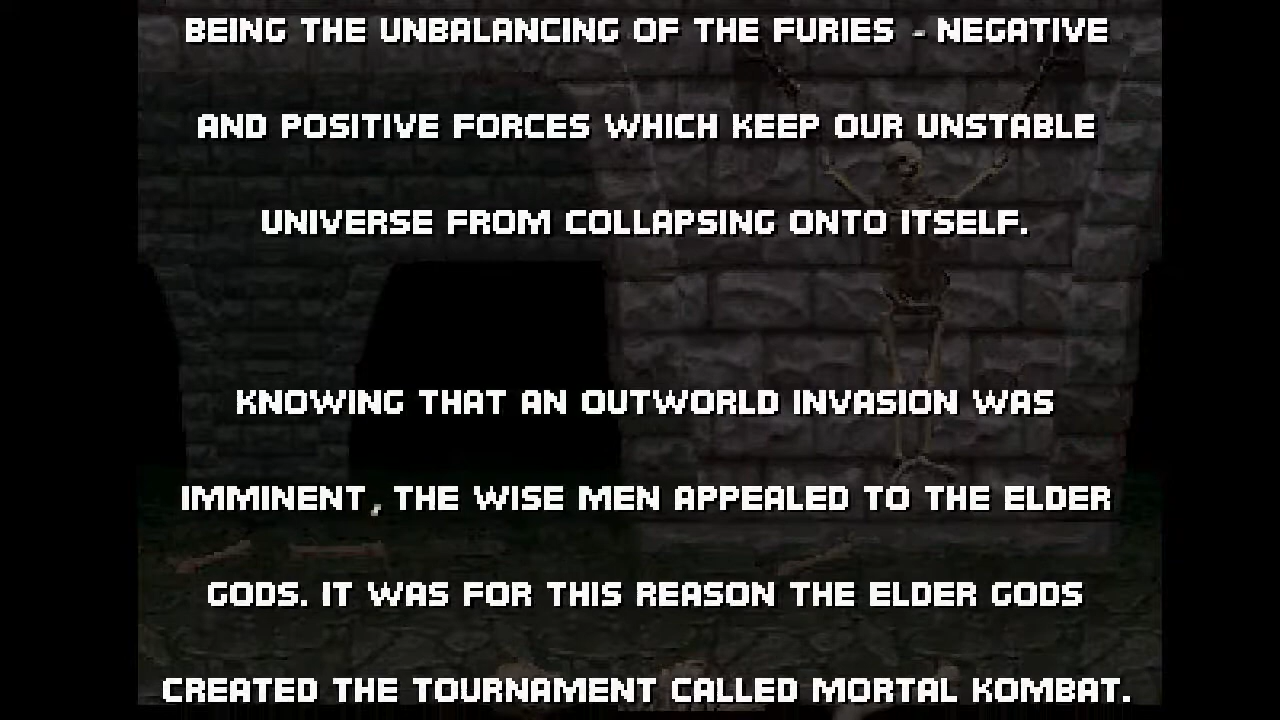 BEING THE UNBALANCING OF THE FURIES - NEGATIVE
AND POSITIVE FORCES WHICH KEEP OUR UNSTABLE
UNIVERSE FROM COLLAPSING ONTO ITSELF.
KNOWING THAT AN OUTWORLD INVASION WAS
IMMINENT, THE WISE MEN APPEALED TO THE ELDER
GODS. IT WAS FOR THIS REASON THE ELDER GODS
CREATED THE TOURNAMENT CALLED MORTAL KOMBAT.